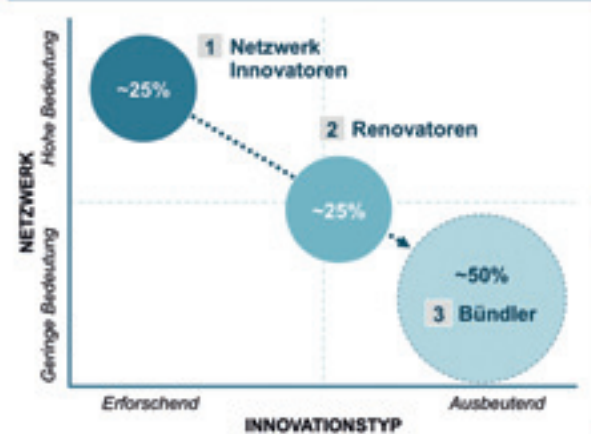 1 Netzwerk
Innovatoren
~25%
2 Renovatoren
~25%
~50%
3 Bündler
NETZWERK
Hohe Bedeutung
Geringe Bedeutung
Erforschend
Ausbeutend
INNOVATIONSTYP